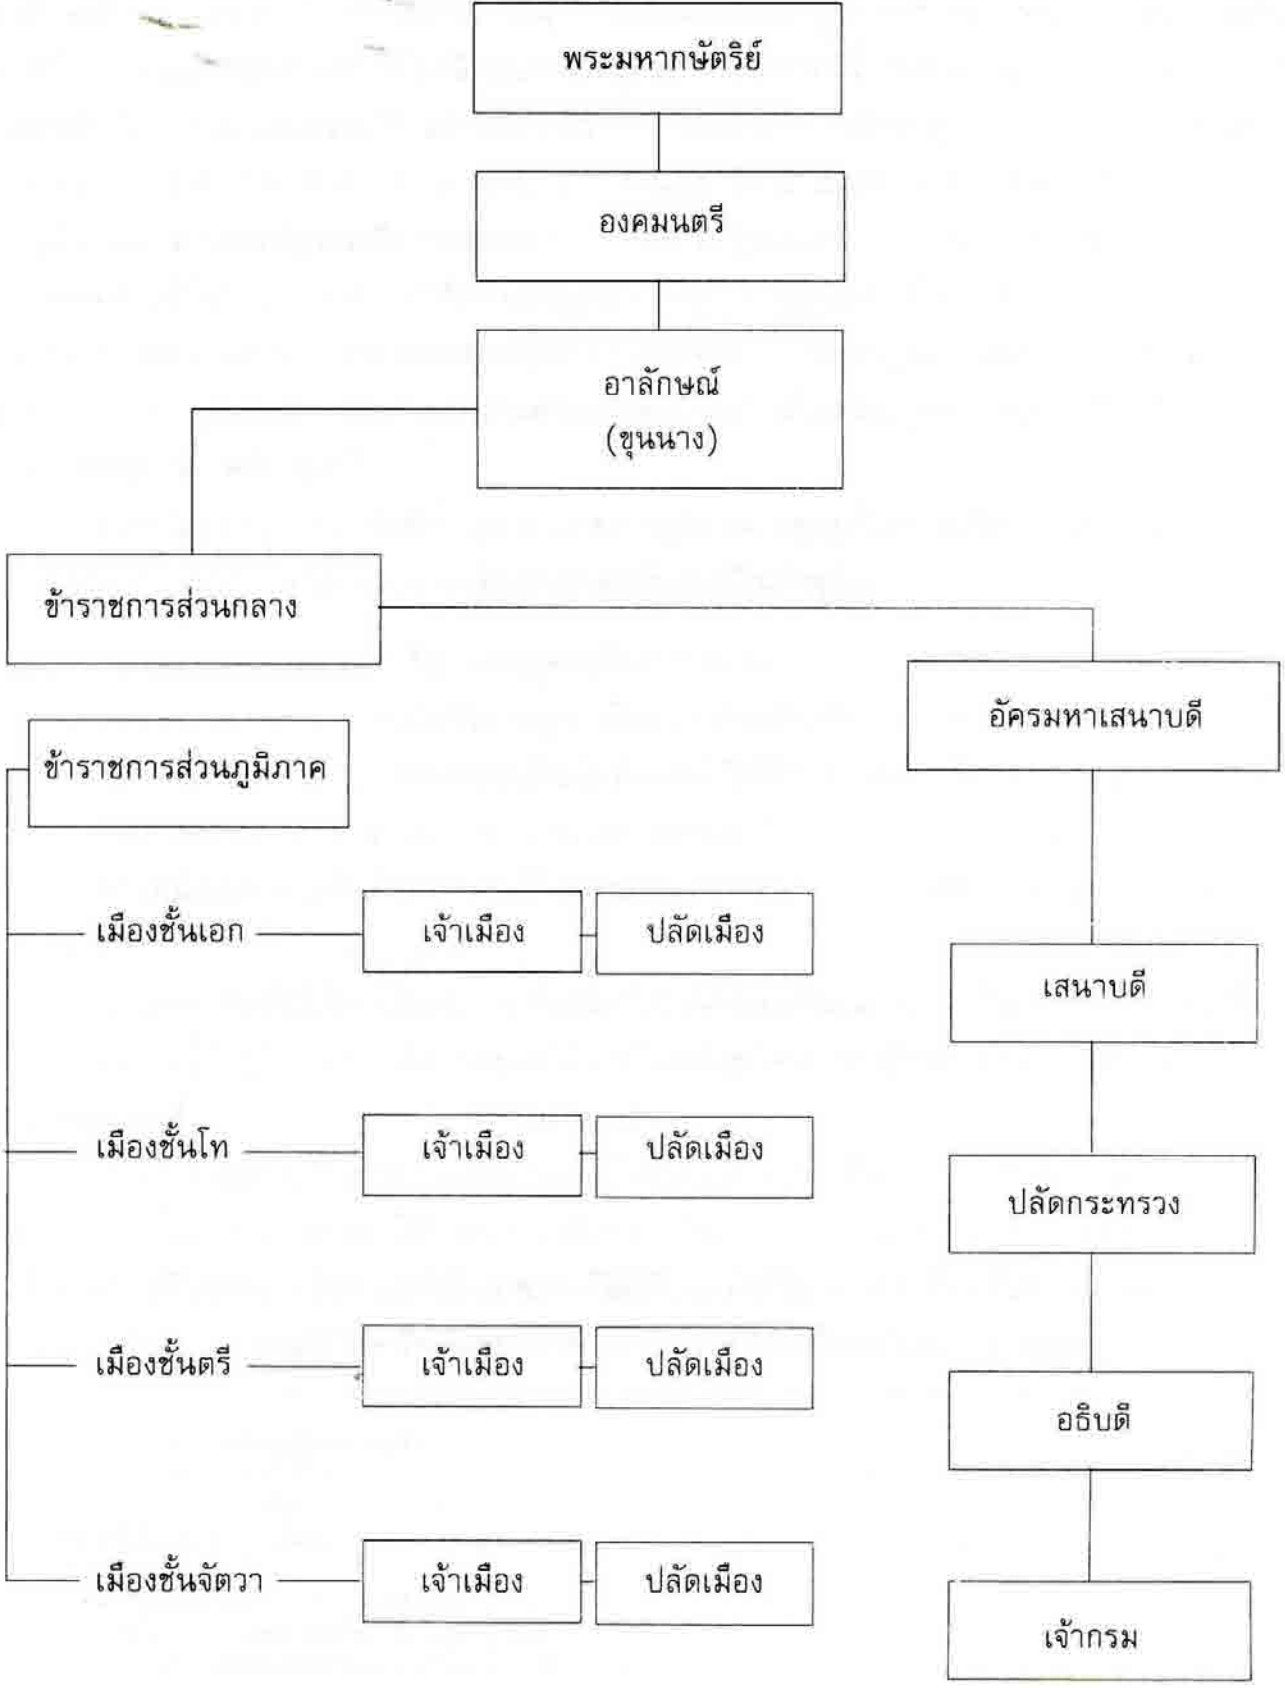 พระมหากษัตริย์
องคมนตรี
อาลักษณ์
(ขุนนาง)
ข้าราชการส่วนกลาง
อัครมหาเสนาบดี
ข้าราชการส่วนภูมิภาค
เมืองชั้นเอก เจ้าเมือง ปลัดเมือง
เสนาบดี
เมืองชั้นโท เจ้าเมือง ปลัดเมือง
ปลัดกระทรวง
เมืองชั้นตรี เจ้าเมือง ปลัดเมือง
อธิบดี
เมืองชั้นจัตวา เจ้าเมือง ปลัดเมือง
เจ้ากรม